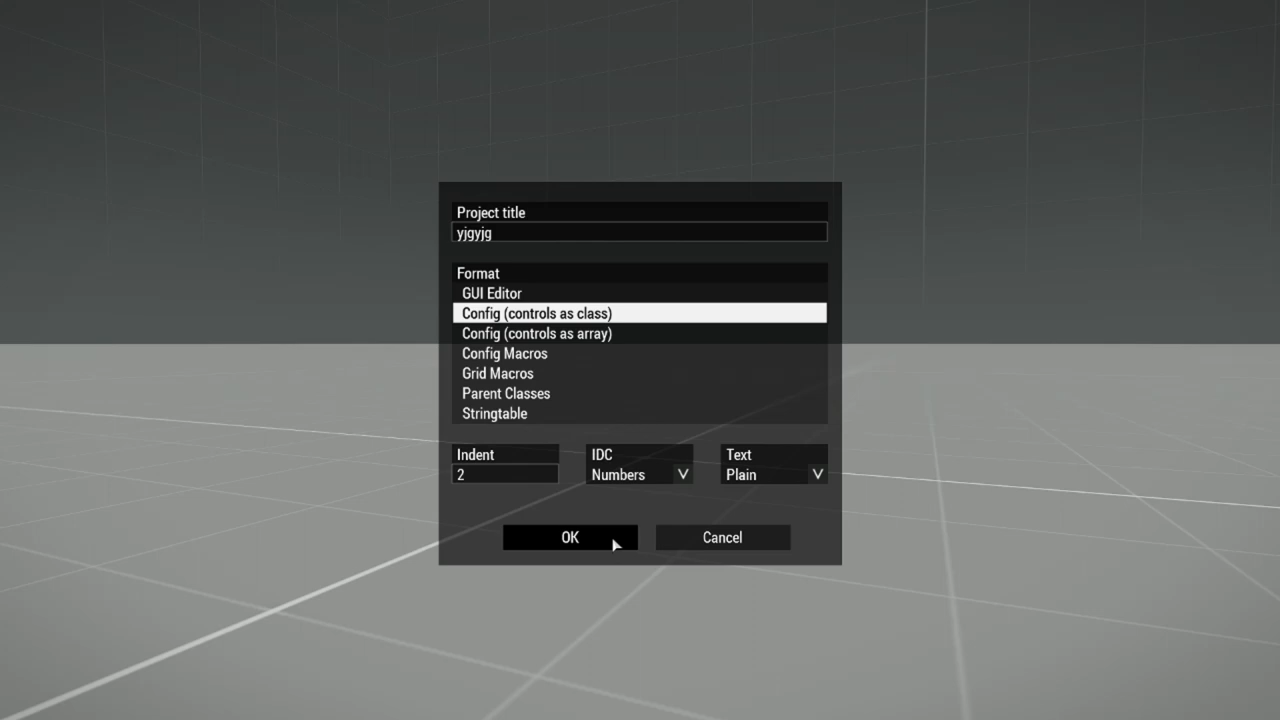 Project title
yjgyjg
Format
GUI Editor
Config (controls as class)
Config (controls as array)
Config Macros
Grid Macros
Parent Classes
Stringtable
Indent IDC Text
2 Numbers V Plain V
OK Cancel